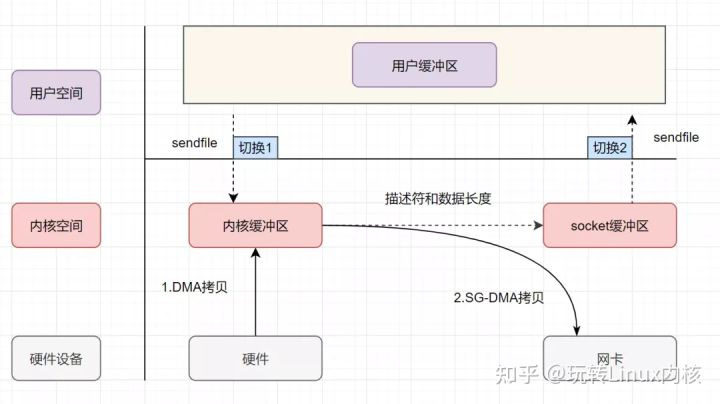 用户缓冲区
用户空间
sendfile
切换1
切换2
sendfile
描述符和数据长度
内核空间
内核缓冲区
socket缓冲区
1.DMA拷贝
2.SG-DMA拷贝
硬件设备
硬件
网卡
知乎 @玩转Linux内核